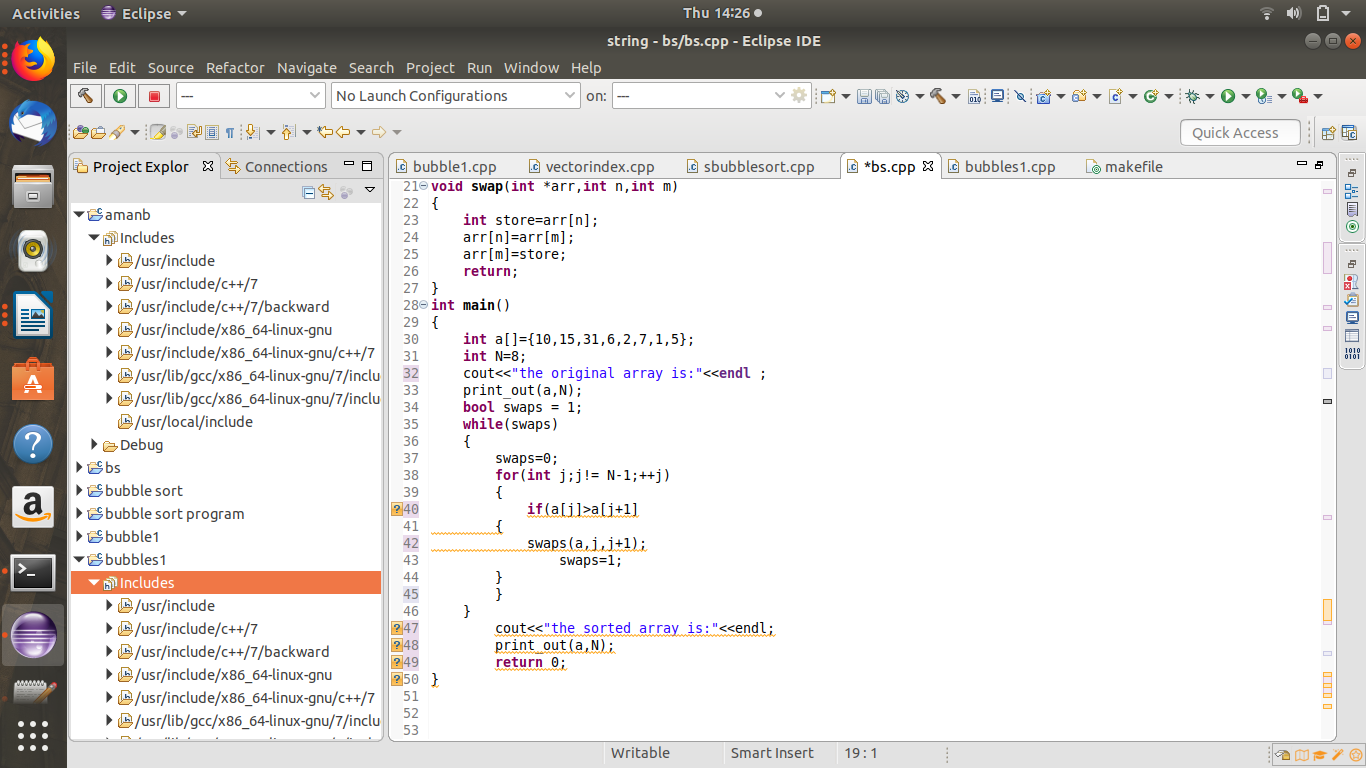 Activities Eclipse Thu 14:26
string - bs/bs.cpp - Eclipse IDE
File Edit Source Refactor Navigate Search Project Run Window Help
--- No Launch Configurations on: ---
Quick Access
Project Explor Connections
bubble1.cpp vectorindex.cpp sbubblesort.cpp *bs.cpp bubbles1.cpp makefile
amanb
Includes
/usr/include
/usr/include/c++/7
/usr/include/c++/7/backward
/usr/include/x86_64-linux-gnu
/usr/include/x86_64-linux-gnu/c++/7
/usr/lib/gcc/x86_64-linux-gnu/7/inclu
/usr/lib/gcc/x86_64-linux-gnu/7/inclu
/usr/local/include
Debug
bs
bubble sort
bubble sort program
bubble1
bubbles1
Includes
/usr/include
/usr/include/c++/7
/usr/include/c++/7/backward
/usr/include/x86_64-linux-gnu
/usr/include/x86_64-linux-gnu/c++/7
/usr/lib/gcc/x86_64-linux-gnu/7/inclu
21 void swap(int *arr,int n,int m)
22 {
23 int store=arr[n];
24 arr[n]=arr[m];
25 arr[m]=store;
26 return;
27 }
28 int main()
29 {
30 int a[]={10,15,31,6,2,7,1,5};
31 int N=8;
32 cout<<"the original array is:"<<endl ;
33 print_out(a,N);
34 bool swaps = 1;
35 while(swaps)
36 {
37 swaps=0;
38 for(int j;j!= N-1;++j)
39 {
40 if(a[j]>a[j+1]
41 {
42 swaps(a,j,j+1);
43 swaps=1;
44 }
45 }
46 }
47 cout<<"the sorted array is:"<<endl;
48 print_out(a,N);
49 return 0;
50 }
51
52
53
Writable Smart Insert 19 : 1